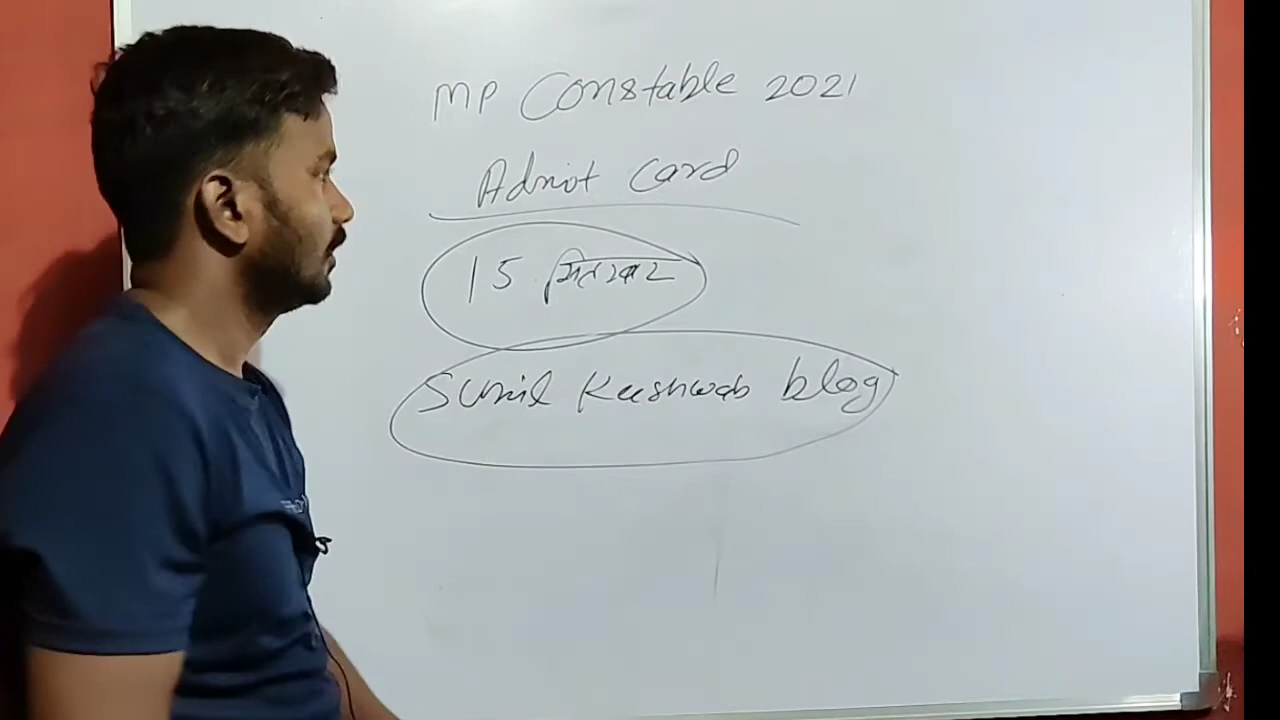 MP Constable 2021
Admit Card
15 सितम्बर
Sunil Kushwah blog